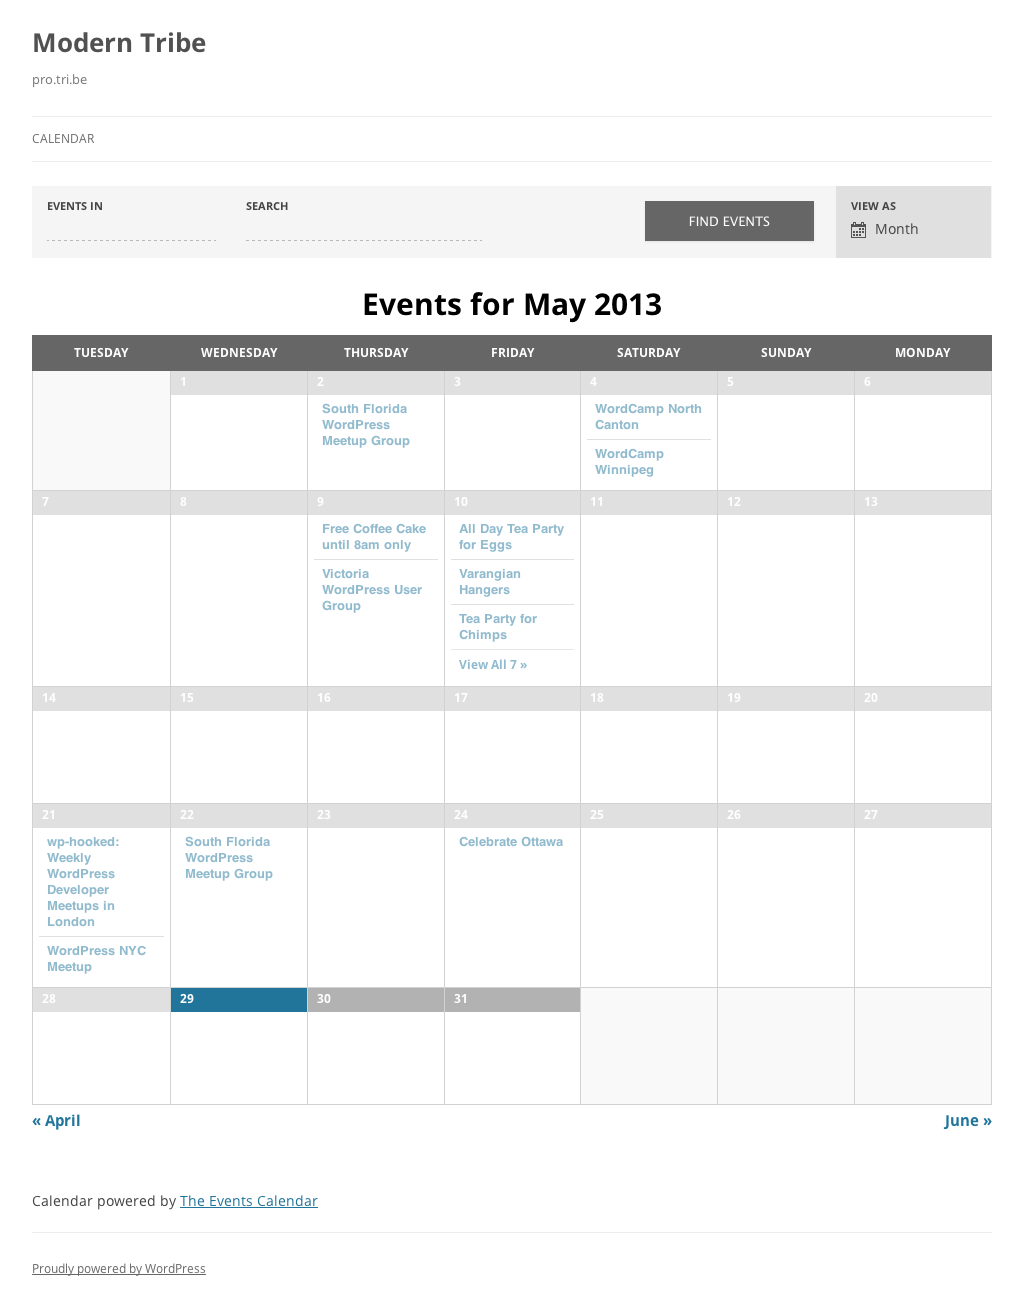 Modern Tribe
pro.tri.be
CALENDAR
EVENTS IN
SEARCH
FIND EVENTS
VIEW AS
Month
Events for May 2013
TUESDAY WEDNESDAY THURSDAY FRIDAY SATURDAY SUNDAY MONDAY
1 2 3 4 5 6
South Florida
WordPress
Meetup Group
WordCamp North
Canton
WordCamp
Winnipeg
7 8 9 10 11 12 13
Free Coffee Cake
until 8am only
Victoria
WordPress User
Group
All Day Tea Party
for Eggs
Varangian
Hangers
Tea Party for
Chimps
View All 7 »
14 15 16 17 18 19 20
21 22 23 24 25 26 27
wp-hooked:
Weekly
WordPress
Developer
Meetups in
London
WordPress NYC
Meetup
South Florida
WordPress
Meetup Group
Celebrate Ottawa
28 29 30 31
« April
June »
Calendar powered by The Events Calendar
Proudly powered by WordPress